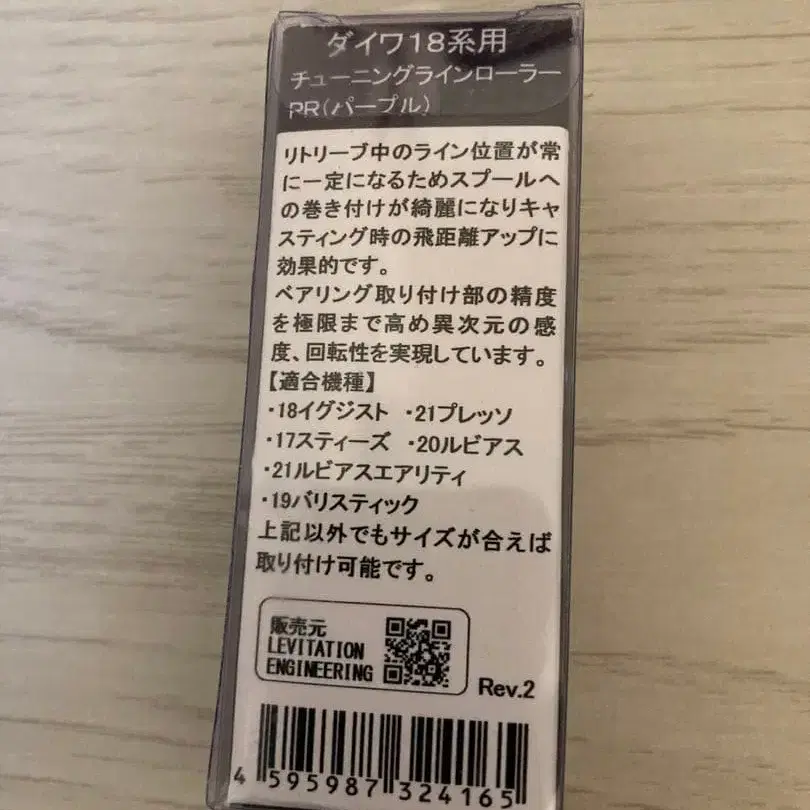 ダイワ18系用
チューニングラインローラー
PR(パープル)
リトリーブ中のライン位置が常
に一定になるためスプールへ
の巻き付けが綺麗になりキャ
スティング時の飛距離アップに
効果的です。
ベアリング取り付け部の精度
を極限まで高め異次元の感
度、回転性を実現しています。
【適合機種】
・18イグジスト ・21プレッソ
・17スティーズ ・20ルビアス
・21ルビアスエアリティ
・19バリスティック
上記以外でもサイズが合えば
取り付け可能です。
販売元
LEVITATION
ENGINEERING
Rev.2
4 595987 324165